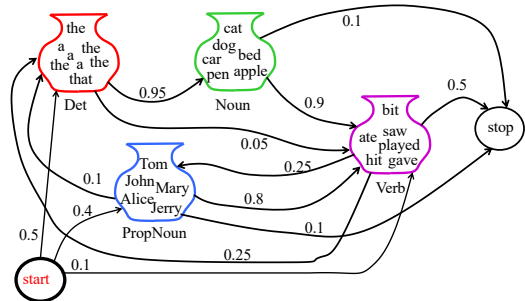 the
a
the
a
the
a
the
that
Det
0.95
cat
dog
car
bed
pen
apple
Noun
0.1
0.9
0.05
bit
ate
saw
played
hit
gave
Verb
0.5
stop
0.25
Tom
John
Mary
Alice
Jerry
PropNoun
0.1
0.8
0.1
0.4
0.5
0.25
0.1
start